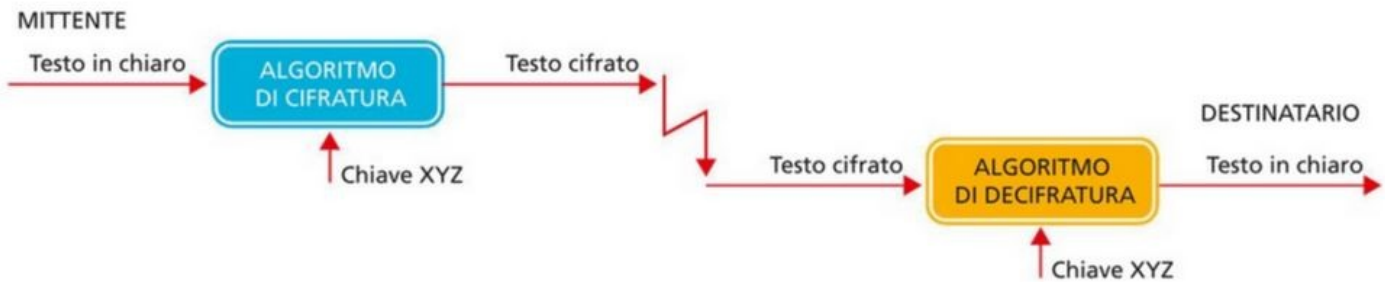 MITTENTE
Testo in chiaro
ALGORITMO
DI CIFRATURA
Testo cifrato
Chiave XYZ
DESTINATARIO
Testo cifrato
ALGORITMO
DI DECIFRATURA
Testo in chiaro
Chiave XYZ